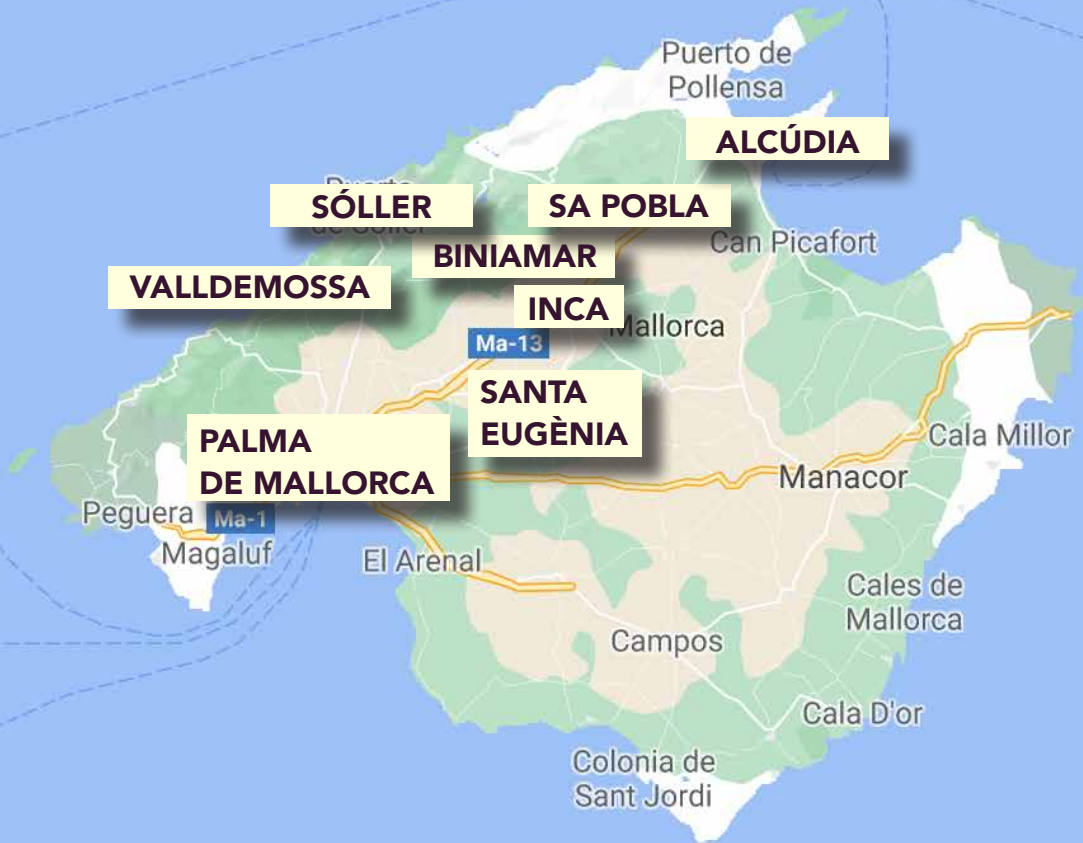 Puerto de
Pollensa
ALCÚDIA
SÓLLER
SA POBLA
Can Picafort
BINIAMAR
VALLDEMOSSA
INCA
Mallorca
Ma-13
SANTA
EUGÈNIA
PALMA
DE MALLORCA
Cala Millor
Manacor
Peguera
Ma-1
Magaluf
El Arenal
Cales de
Mallorca
Campos
Cala D'or
Colonia de
Sant Jordi